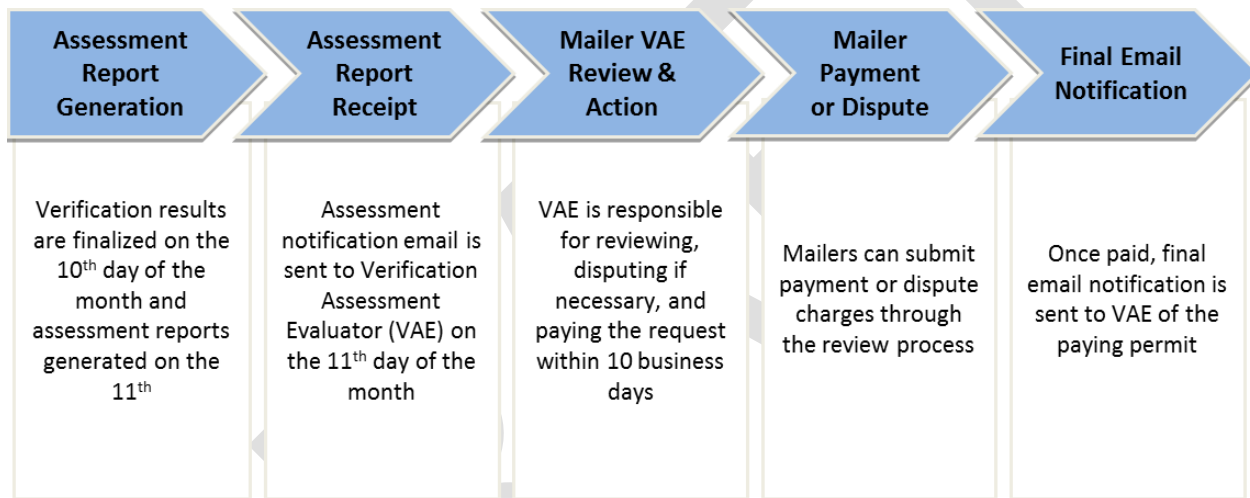 Assessment
Report
Generation
Assessment
Report
Receipt
Mailer VAE
Review &
Action
Mailer
Payment
or Dispute
Final Email
Notification
Verification results
are finalized on the
10th day of the
month and
assessment reports
generated on the
11th
Assessment
notification email is
sent to Verification
Assessment
Evaluator (VAE) on
the 11th day of the
month
VAE is responsible
for reviewing,
disputing if
necessary, and
paying the request
within 10 business
days
Mailers can submit
payment or dispute
charges through
the review process
Once paid, final
email notification is
sent to VAE of the
paying permit